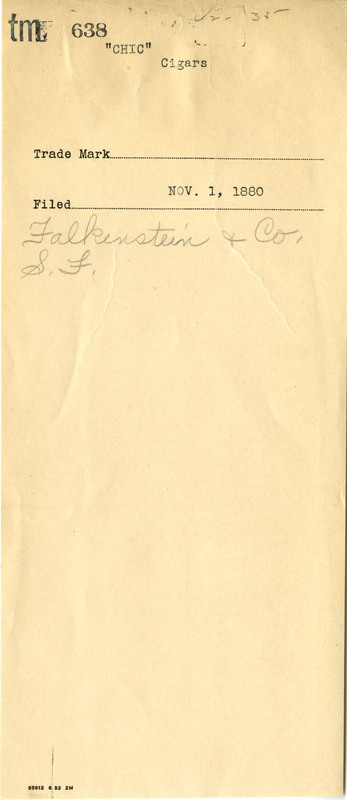 tm 638
"CHIC"
Cigars
Trade Mark
NOV. 1, 1880
Filed
Falkenstein & Co.
S. F.